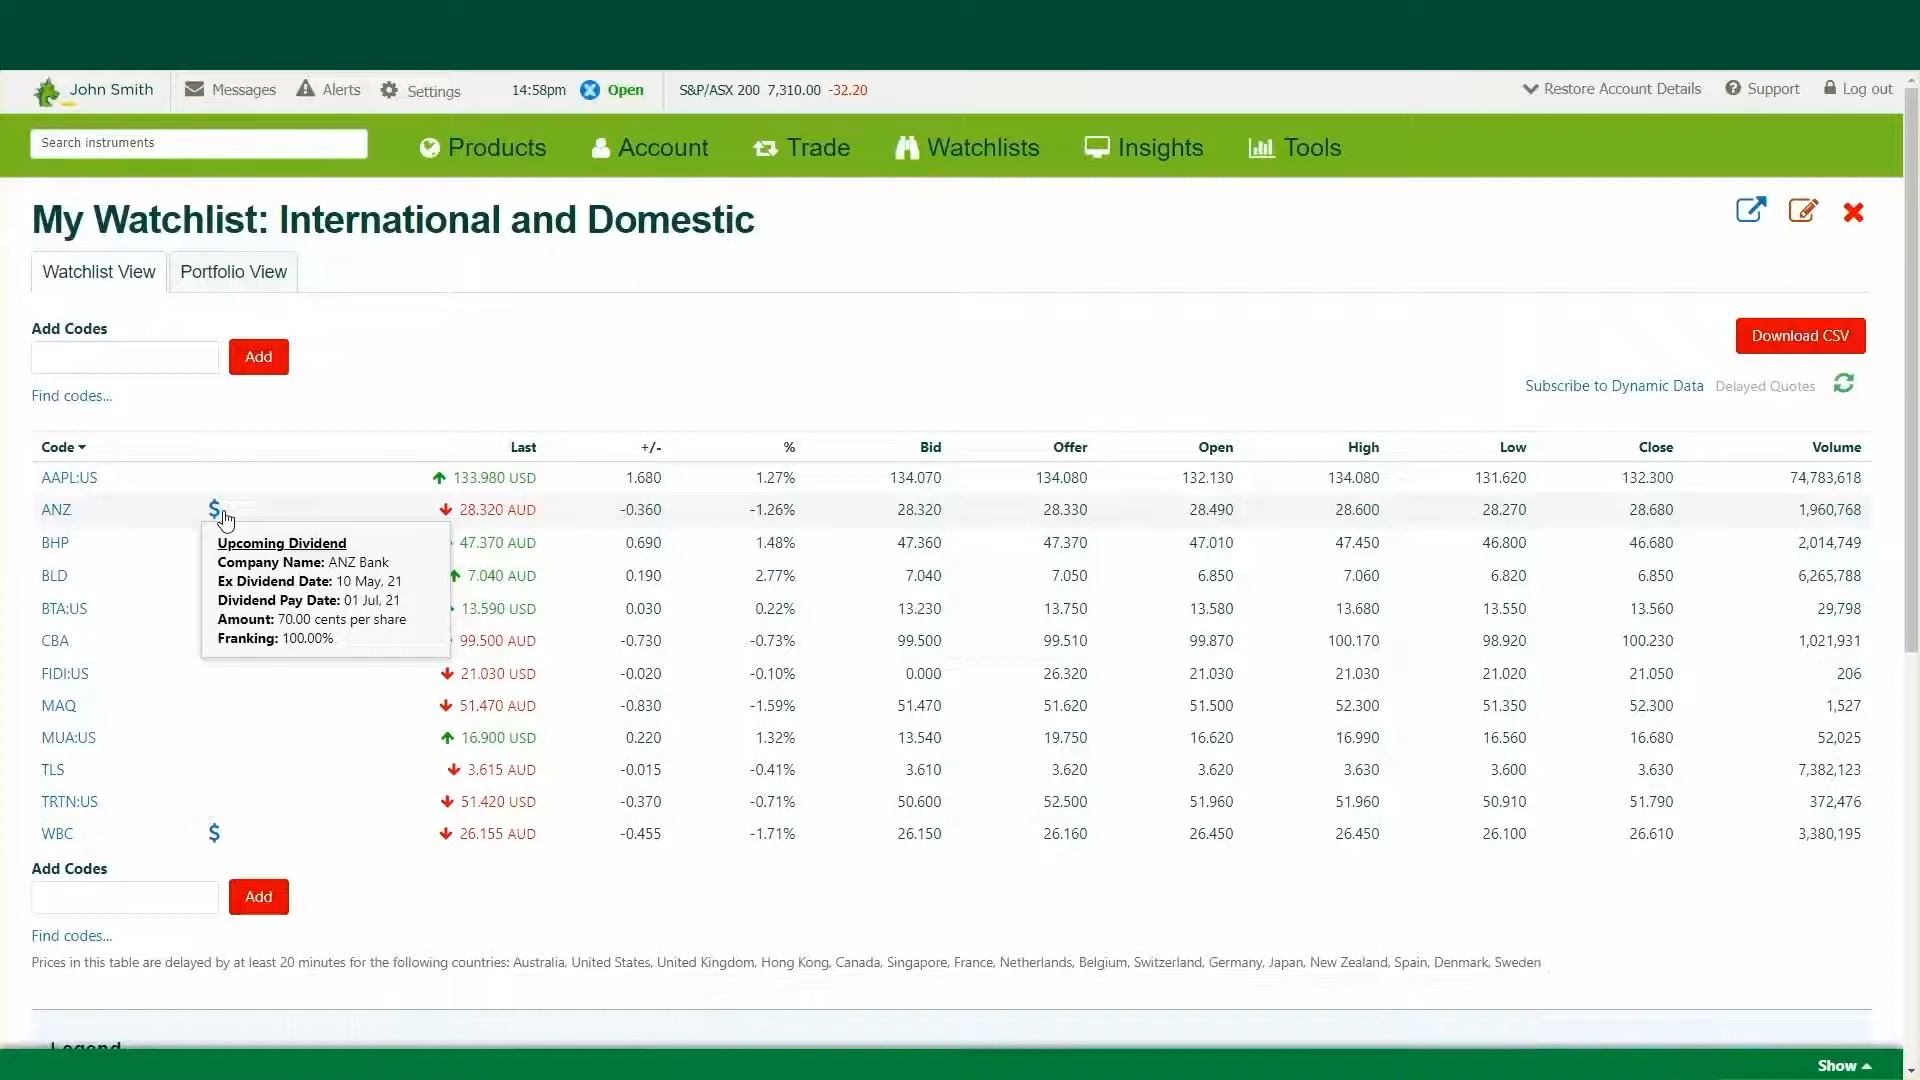 John Smith Messages Alerts Settings 14:58pm Open S&P/ASX 200 7,310.00 -32.20 Restore Account Details Support Log out
Search instruments Products Account Trade Watchlists Insights Tools
My Watchlist: International and Domestic
Watchlist View Portfolio View
Add Codes
Add
Download CSV
Find codes...
Subscribe to Dynamic Data Delayed Quotes
Code Last +/- % Bid Offer Open High Low Close Volume
AAPL:US 133.980 USD 1.680 1.27% 134.070 134.080 132.130 134.080 131.620 132.300 74,783,618
ANZ $ 28.320 AUD -0.360 -1.26% 28.320 28.330 28.490 28.600 28.270 28.680 1,960,768
Upcoming Dividend
Company Name: ANZ Bank
Ex Dividend Date: 10 May, 21
Dividend Pay Date: 01 Jul, 21
Amount: 70.00 cents per share
Franking: 100.00%
BHP 47.370 AUD 0.690 1.48% 47.360 47.370 47.010 47.450 46.800 46.680 2,014,749
BLD 7.040 AUD 0.190 2.77% 7.040 7.050 6.850 7.060 6.820 6.850 6,265,788
BTA:US 13.590 USD 0.030 0.22% 13.230 13.750 13.580 13.680 13.550 13.560 29,798
CBA 99.500 AUD -0.730 -0.73% 99.500 99.510 99.870 100.170 98.920 100.230 1,021,931
FIDI:US 21.030 USD -0.020 -0.10% 0.000 26.320 21.030 21.030 21.020 21.050 206
MAQ 51.470 AUD -0.830 -1.59% 51.470 51.620 51.500 52.300 51.350 52.300 1,527
MUA:US 16.900 USD 0.220 1.32% 13.540 19.750 16.620 16.990 16.560 16.680 52,025
TLS 3.615 AUD -0.015 -0.41% 3.610 3.620 3.620 3.630 3.600 3.630 7,382,123
TRTN:US 51.420 USD -0.370 -0.71% 50.600 52.500 51.960 51.960 50.910 51.790 372,476
WBC $ 26.155 AUD -0.455 -1.71% 26.150 26.160 26.450 26.450 26.100 26.610 3,380,195
Add Codes
Add
Find codes...
Prices in this table are delayed by at least 20 minutes for the following countries: Australia, United States, United Kingdom, Hong Kong, Canada, Singapore, France, Netherlands, Belgium, Switzerland, Germany, Japan, New Zealand, Spain, Denmark, Sweden
Legend
Show